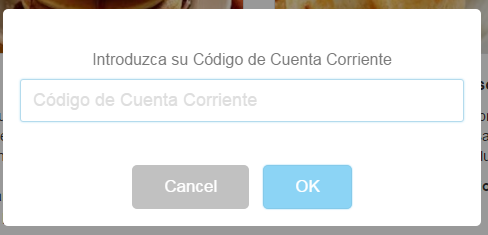 Introduzca su Código de Cuenta Corriente
Código de Cuenta Corriente
Cancel
OK